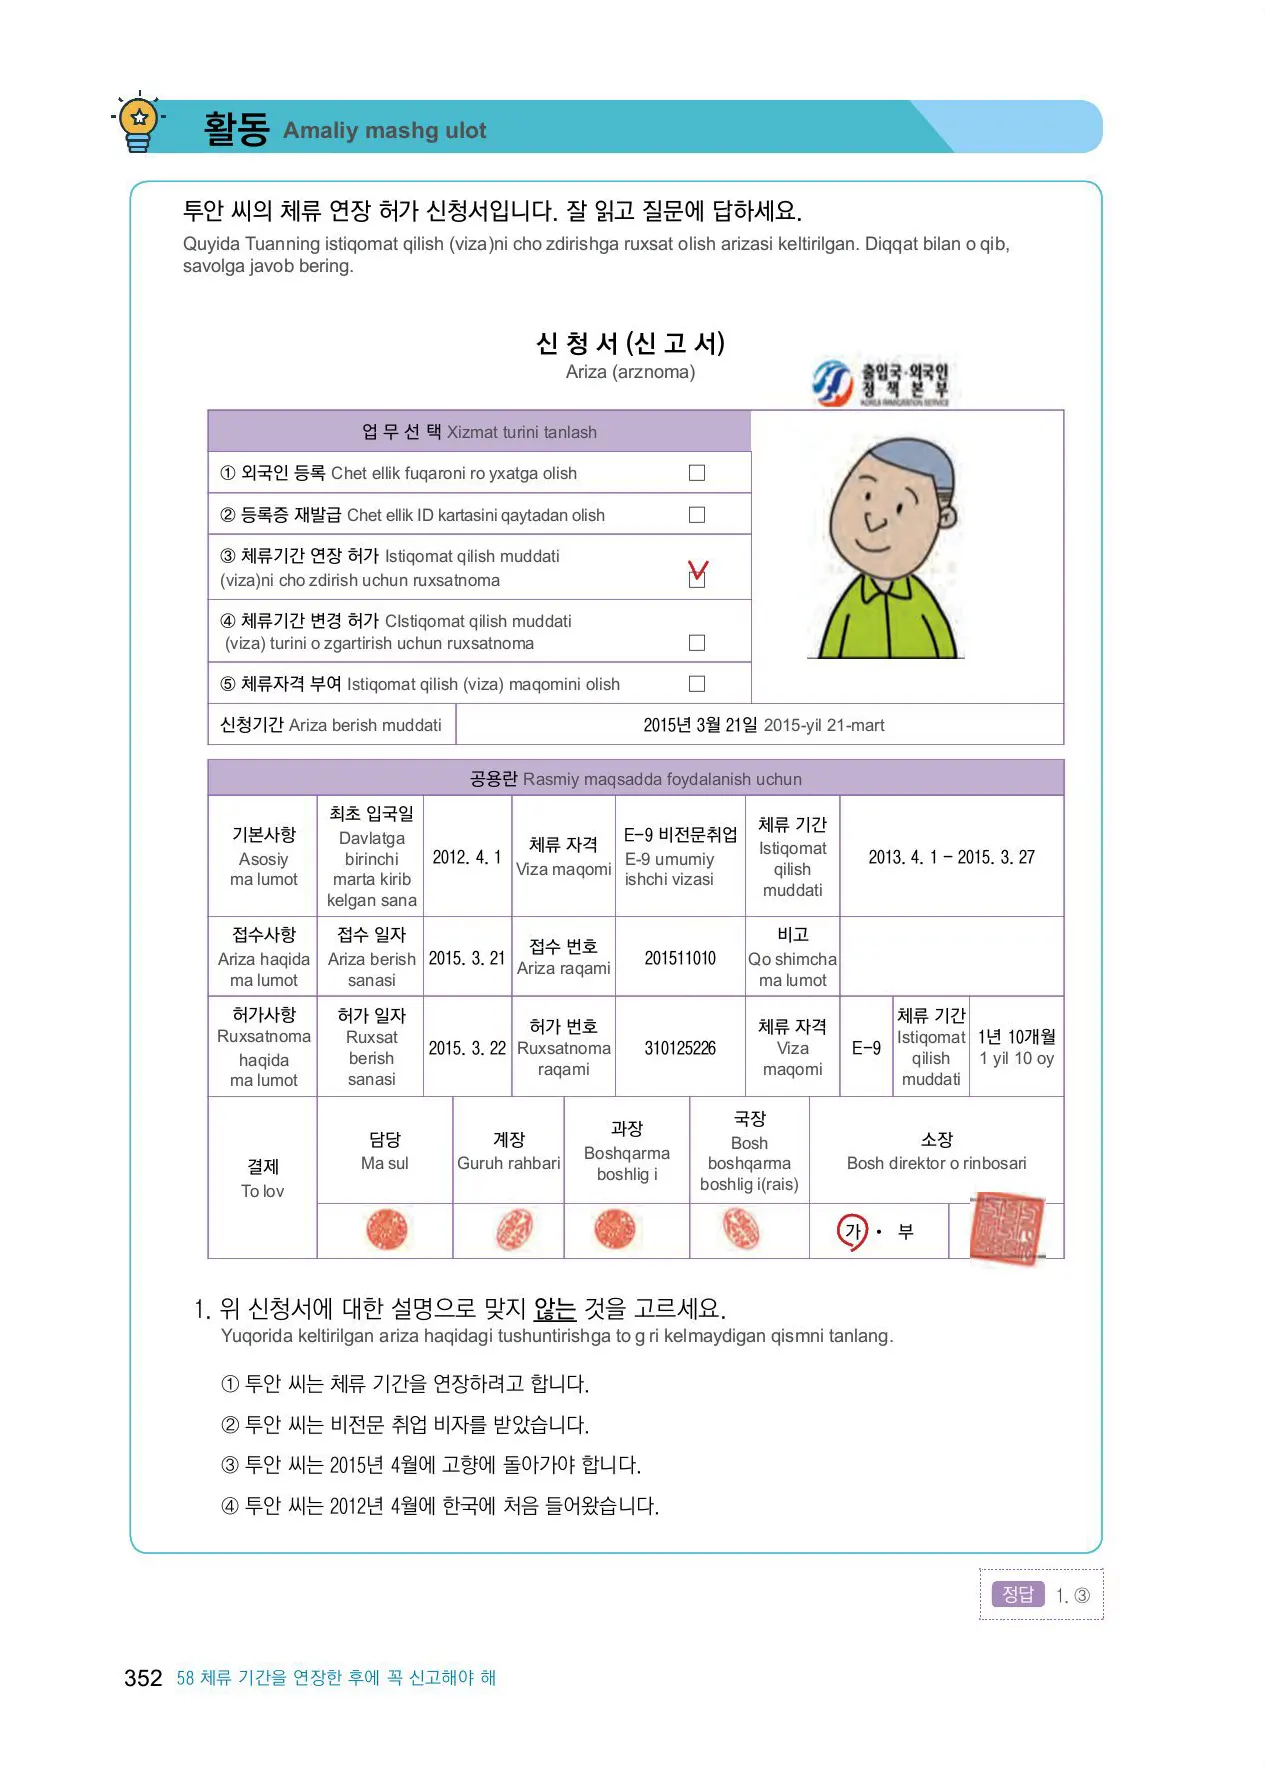 활동 Amaliy mashg ulot
투안 씨의 체류 연장 허가 신청서입니다. 잘 읽고 질문에 답하세요.
Quyida Tuanning istiqomat qilish (viza)ni cho zdirishga ruxsat olish arizasi keltirilgan. Diqqat bilan o qib,
savolga javob bering.
신 청 서 (신 고 서)
Ariza (arznoma)
출입국·외국인
정 책 본 부
KOREA IMMIGRATION SERVICE
업 무 선 택 Xizmat turini tanlash
① 외국인 등록 Chet ellik fuqaroni ro yxatga olish
② 등록증 재발급 Chet ellik ID kartasini qaytadan olish
③ 체류기간 연장 허가 Istiqomat qilish muddati
(viza)ni cho zdirish uchun ruxsatnoma
④ 체류기간 변경 허가 CIstiqomat qilish muddati
(viza) turini o zgartirish uchun ruxsatnoma
⑤ 체류자격 부여 Istiqomat qilish (viza) maqomini olish
신청기간 Ariza berish muddati
2015년 3월 21일 2015-yil 21-mart
공용란 Rasmiy maqsadda foydalanish uchun
기본사항
Asosiy
ma lumot
최초 입국일
Davlatga
birinchi
marta kirib
kelgan sana
2012. 4. 1
체류 자격
Viza maqomi
E-9 비전문취업
E-9 umumiy
ishchi vizasi
체류 기간
Istiqomat
qilish
muddati
2013. 4. 1 - 2015. 3. 27
접수사항
Ariza haqida
ma lumot
접수 일자
Ariza berish
sanasi
2015. 3. 21
접수 번호
Ariza raqami
201511010
비고
Qo shimcha
ma lumot
허가사항
Ruxsatnoma
haqida
ma lumot
허가 일자
Ruxsat
berish
sanasi
2015. 3. 22
허가 번호
Ruxsatnoma
raqami
310125226
체류 자격
Viza
maqomi
E-9
체류 기간
Istiqomat
qilish
muddati
1년 10개월
1 yil 10 oy
결제
To lov
담당
Ma sul
계장
Guruh rahbari
과장
Boshqarma
boshlig i
국장
Bosh
boshqarma
boshlig i(rais)
소장
Bosh direktor o rinbosari
가 · 부
1. 위 신청서에 대한 설명으로 맞지 않는 것을 고르세요.
Yuqorida keltirilgan ariza haqidagi tushuntirishga to g ri kelmaydigan qismni tanlang.
① 투안 씨는 체류 기간을 연장하려고 합니다.
② 투안 씨는 비전문 취업 비자를 받았습니다.
③ 투안 씨는 2015년 4월에 고향에 돌아가야 합니다.
④ 투안 씨는 2012년 4월에 한국에 처음 들어왔습니다.
정답 1. ③
352 58 체류 기간을 연장한 후에 꼭 신고해야 해